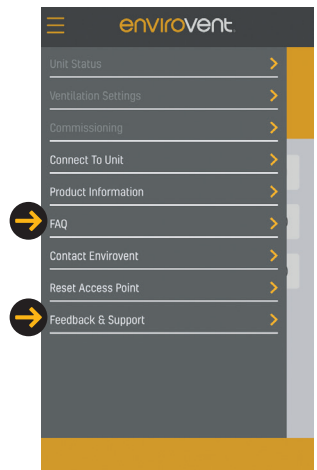 envirovent
Unit Status
Ventilation Settings
Commissioning
Connect To Unit
Product Information
FAQ
Contact Envirovent
Reset Access Point
Feedback & Support